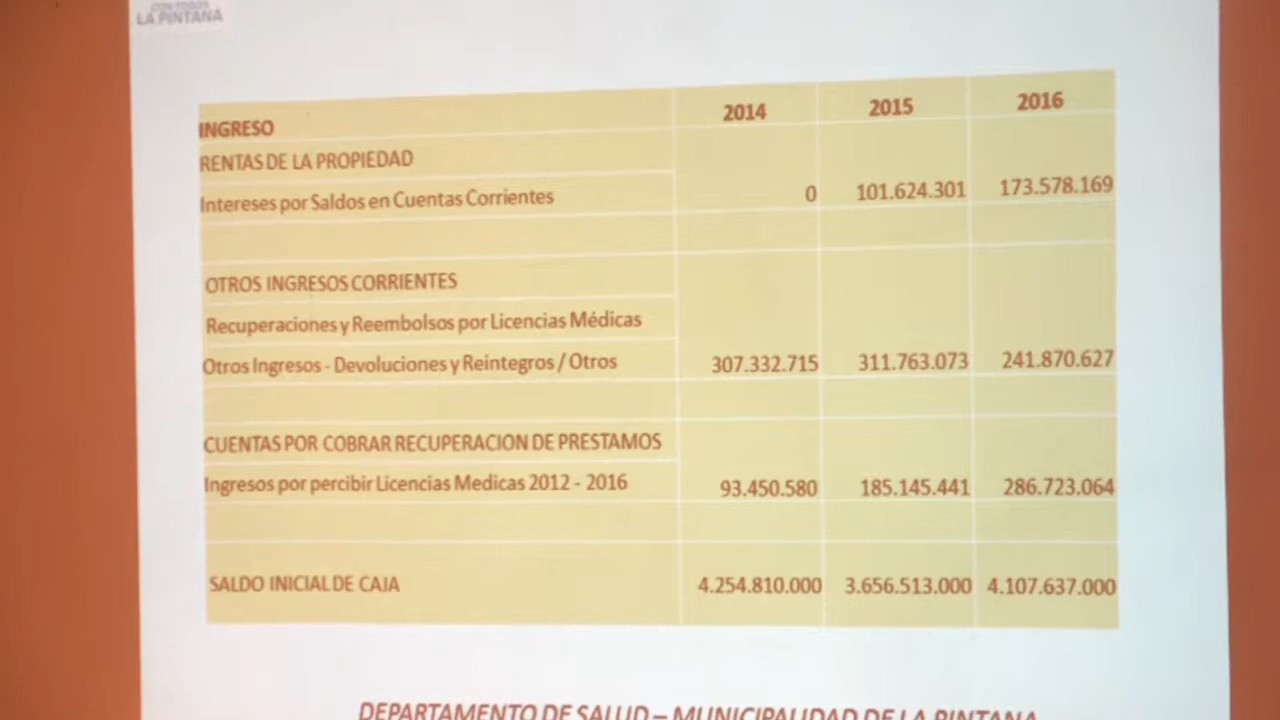 CON TODOS
LA PINTANA
INGRESO 2014 2015 2016
RENTAS DE LA PROPIEDAD
Intereses por Saldos en Cuentas Corrientes 0 101.624.301 173.578.169
OTROS INGRESOS CORRIENTES
Recuperaciones y Reembolsos por Licencias Médicas
Otros Ingresos - Devoluciones y Reintegros / Otros 307.332.715 311.763.073 241.870.627
CUENTAS POR COBRAR RECUPERACION DE PRESTAMOS
Ingresos por percibir Licencias Medicas 2012 - 2016 93.450.580 185.145.441 286.723.064
SALDO INICIAL DE CAJA 4.254.810.000 3.656.513.000 4.107.637.000
DEPARTAMENTO DE SALUD – MUNICIPALIDAD DE LA PINTANA